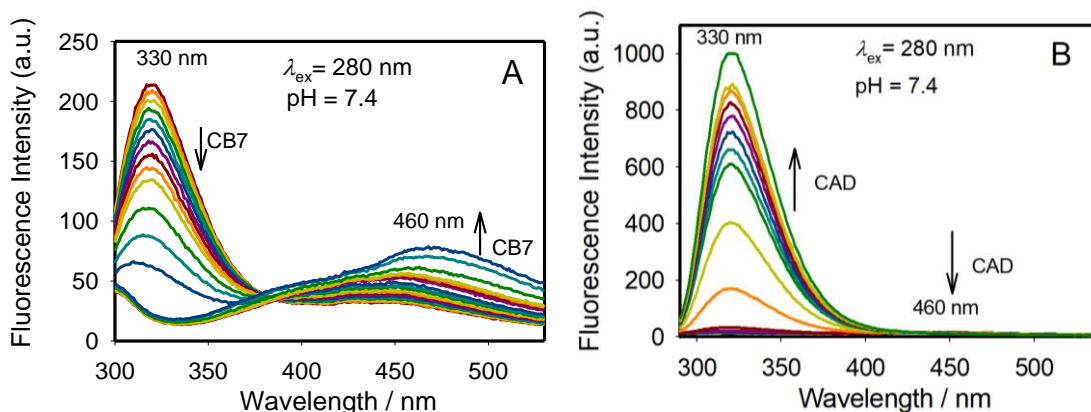 A
330 nm
λex= 280 nm
pH = 7.4
CB7
460 nm
CB7
Fluorescence Intensity (a.u.)
250
200
150
100
50
0
300 350 400 450 500
Wavelength / nm
B
330 nm
λex= 280 nm
pH = 7.4
CAD
CAD
460 nm
Fluorescence Intensity (a.u.)
1000
800
600
400
200
0
300 350 400 450 500
Wavelength / nm